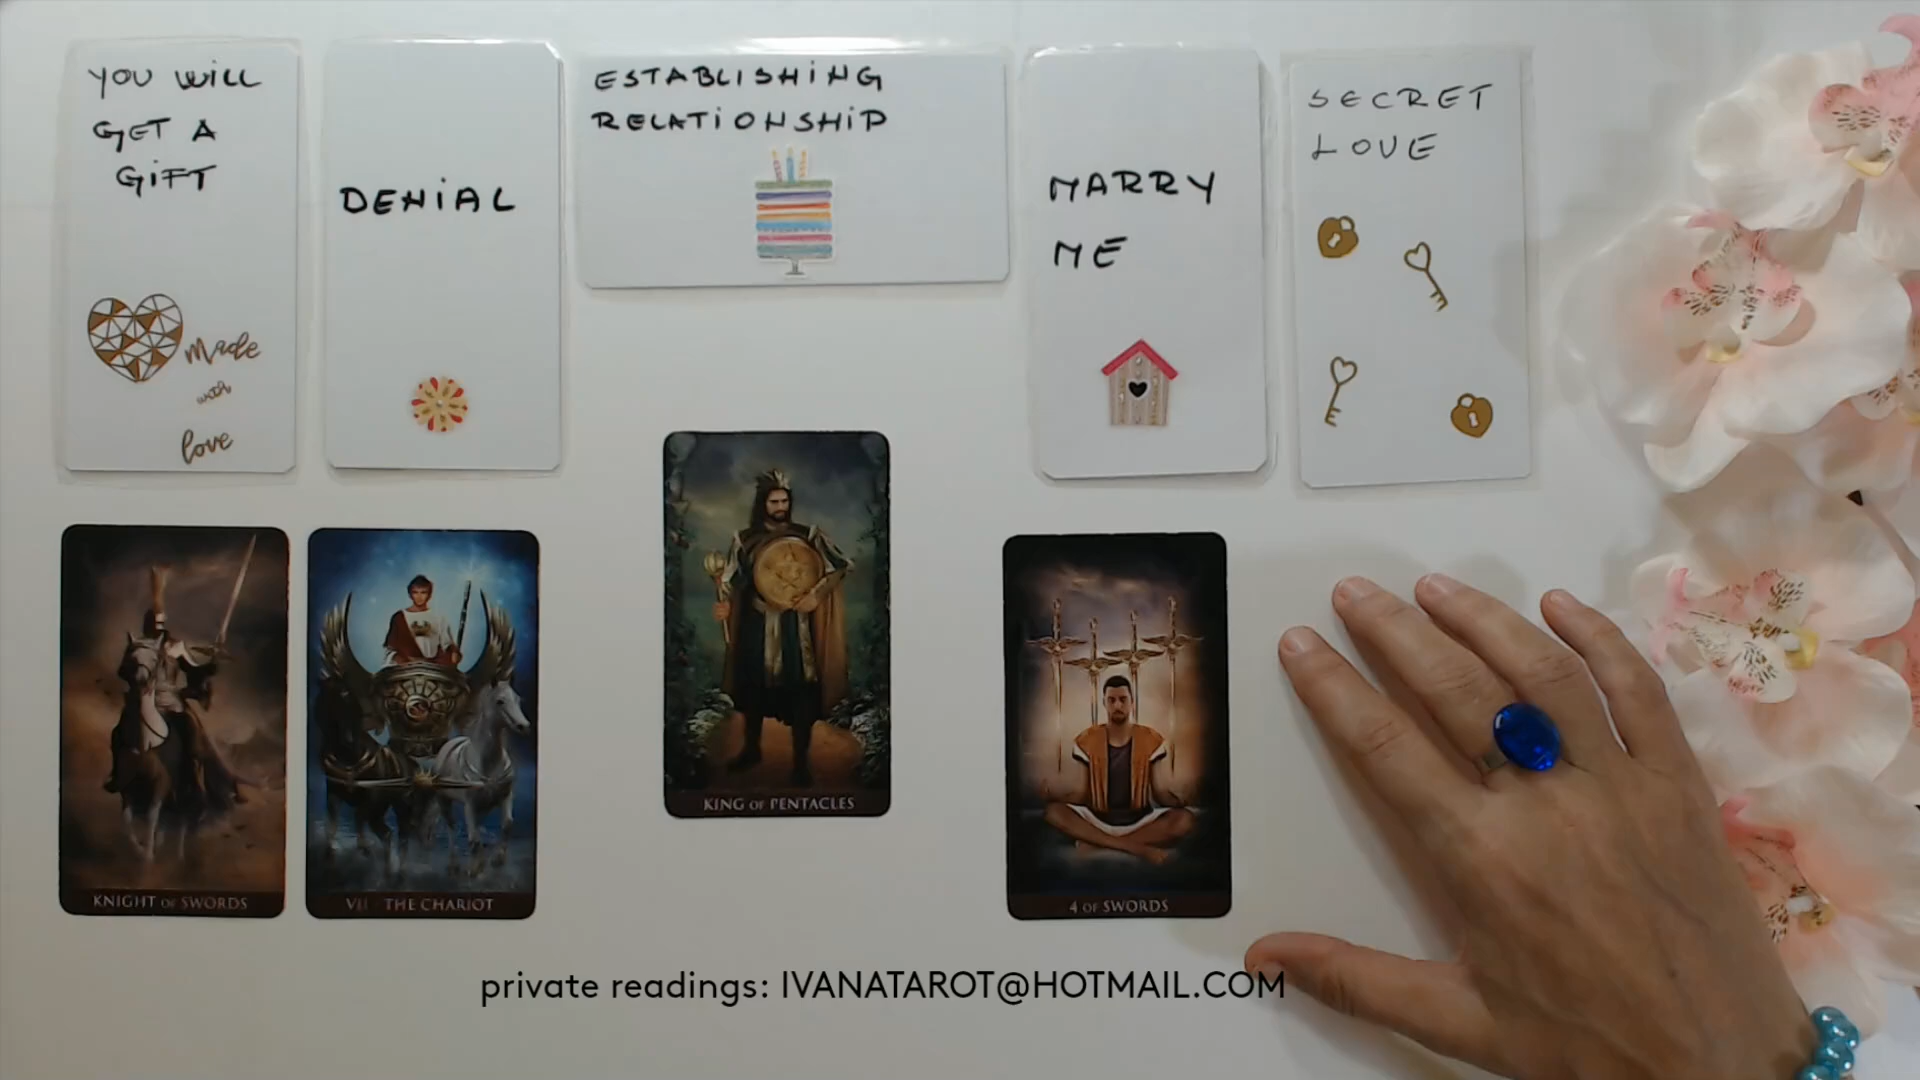 YOU WILL
GET A
GIFT
made
with
love
DENIAL
ESTABLISHING
RELATIONSHIP
MARRY
ME
SECRET
LOVE
KNIGHT OF SWORDS
VII · THE CHARIOT
KING OF PENTACLES
4 OF SWORDS
private readings: IVANATAROT@HOTMAIL.COM